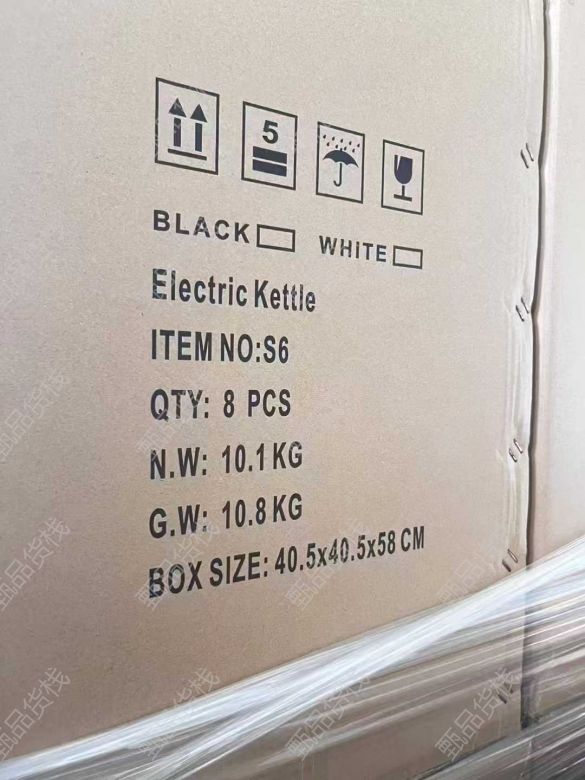 5
BLACK WHITE
Electric Kettle
ITEM NO:S6
QTY: 8 PCS
N.W: 10.1 KG
G.W: 10.8 KG
BOX SIZE: 40.5x40.5x58 CM
甄品货栈